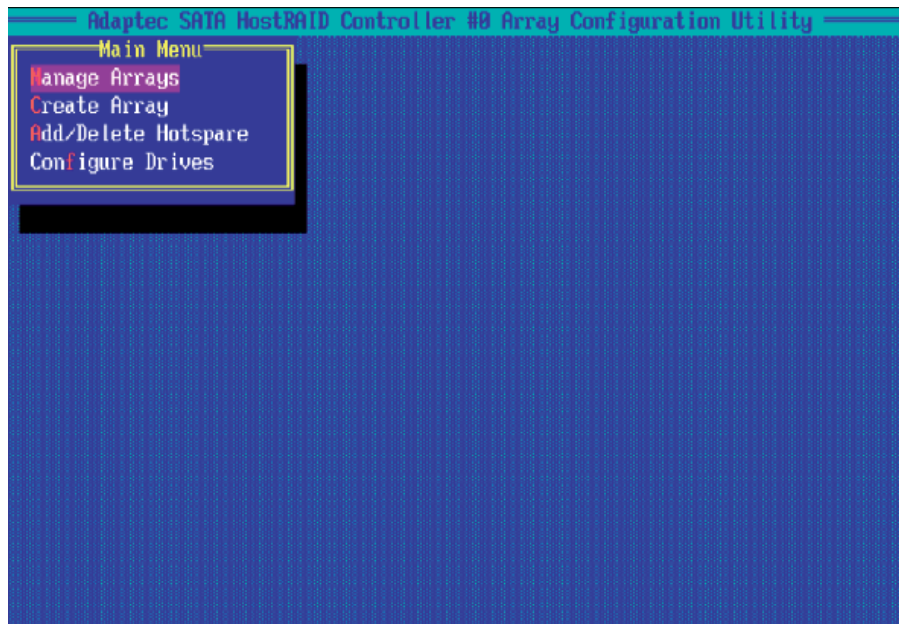 Adaptec SATA HostRAID Controller #0 Array Configuration Utility
Main Menu
Manage Arrays
Create Array
Add/Delete Hotspare
Configure Drives